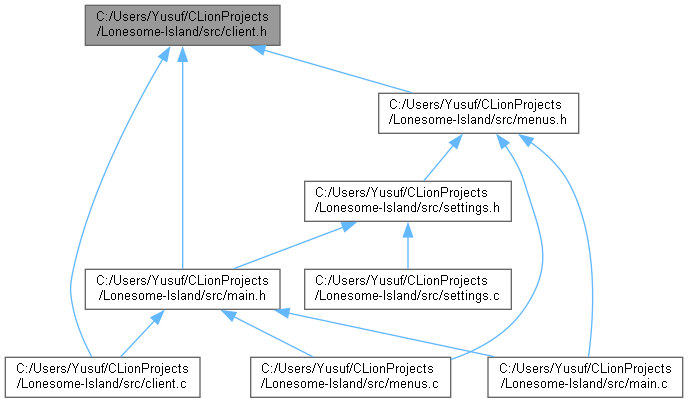 C:/Users/Yusuf/CLionProjects
/Lonesome-Island/src/client.h
C:/Users/Yusuf/CLionProjects
/Lonesome-Island/src/menus.h
C:/Users/Yusuf/CLionProjects
/Lonesome-Island/src/settings.h
C:/Users/Yusuf/CLionProjects
/Lonesome-Island/src/main.h
C:/Users/Yusuf/CLionProjects
/Lonesome-Island/src/settings.c
C:/Users/Yusuf/CLionProjects
/Lonesome-Island/src/client.c
C:/Users/Yusuf/CLionProjects
/Lonesome-Island/src/menus.c
C:/Users/Yusuf/CLionProjects
/Lonesome-Island/src/main.c